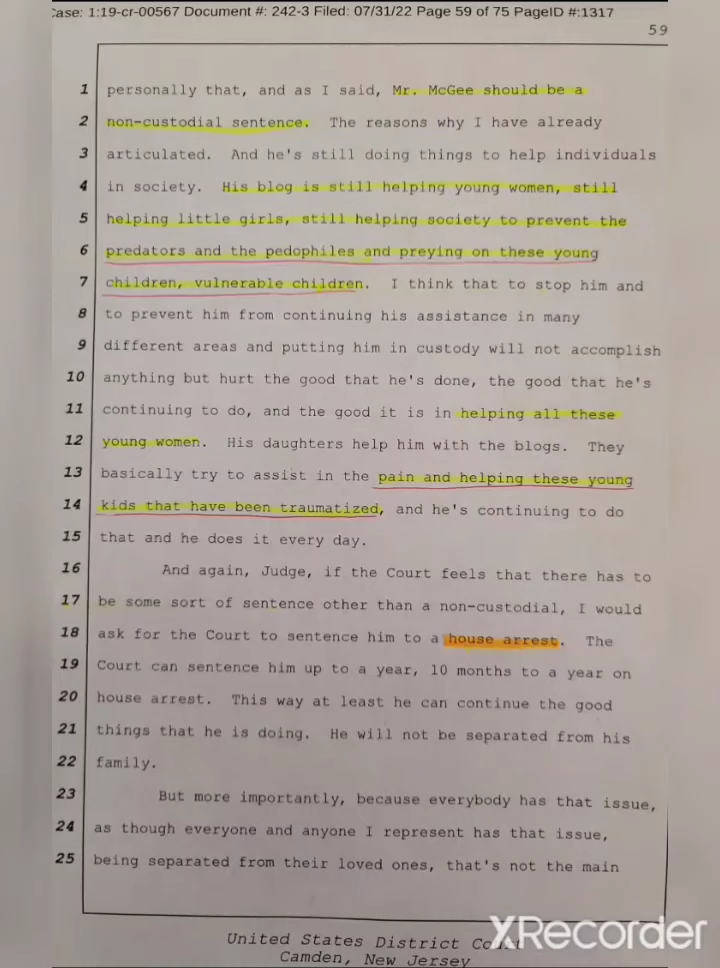 Case: 1:19-cr-00567 Document #: 242-3 Filed: 07/31/22 Page 59 of 75 PageID #:1317
59
1 personally that, and as I said, Mr. McGee should be a
2 non-custodial sentence. The reasons why I have already
3 articulated. And he's still doing things to help individuals
4 in society. His blog is still helping young women, still
5 helping little girls, still helping society to prevent the
6 predators and the pedophiles and preying on these young
7 children, vulnerable children. I think that to stop him and
8 to prevent him from continuing his assistance in many
9 different areas and putting him in custody will not accomplish
10 anything but hurt the good that he's done, the good that he's
11 continuing to do, and the good it is in helping all these
12 young women. His daughters help him with the blogs. They
13 basically try to assist in the pain and helping these young
14 kids that have been traumatized, and he's continuing to do
15 that and he does it every day.
16 And again, Judge, if the Court feels that there has to
17 be some sort of sentence other than a non-custodial, I would
18 ask for the Court to sentence him to a house arrest. The
19 Court can sentence him up to a year, 10 months to a year on
20 house arrest. This way at least he can continue the good
21 things that he is doing. He will not be separated from his
22 family.
23 But more importantly, because everybody has that issue,
24 as though everyone and anyone I represent has that issue,
25 being separated from their loved ones, that's not the main
United States District Court
Camden, New Jersey
XRecorder